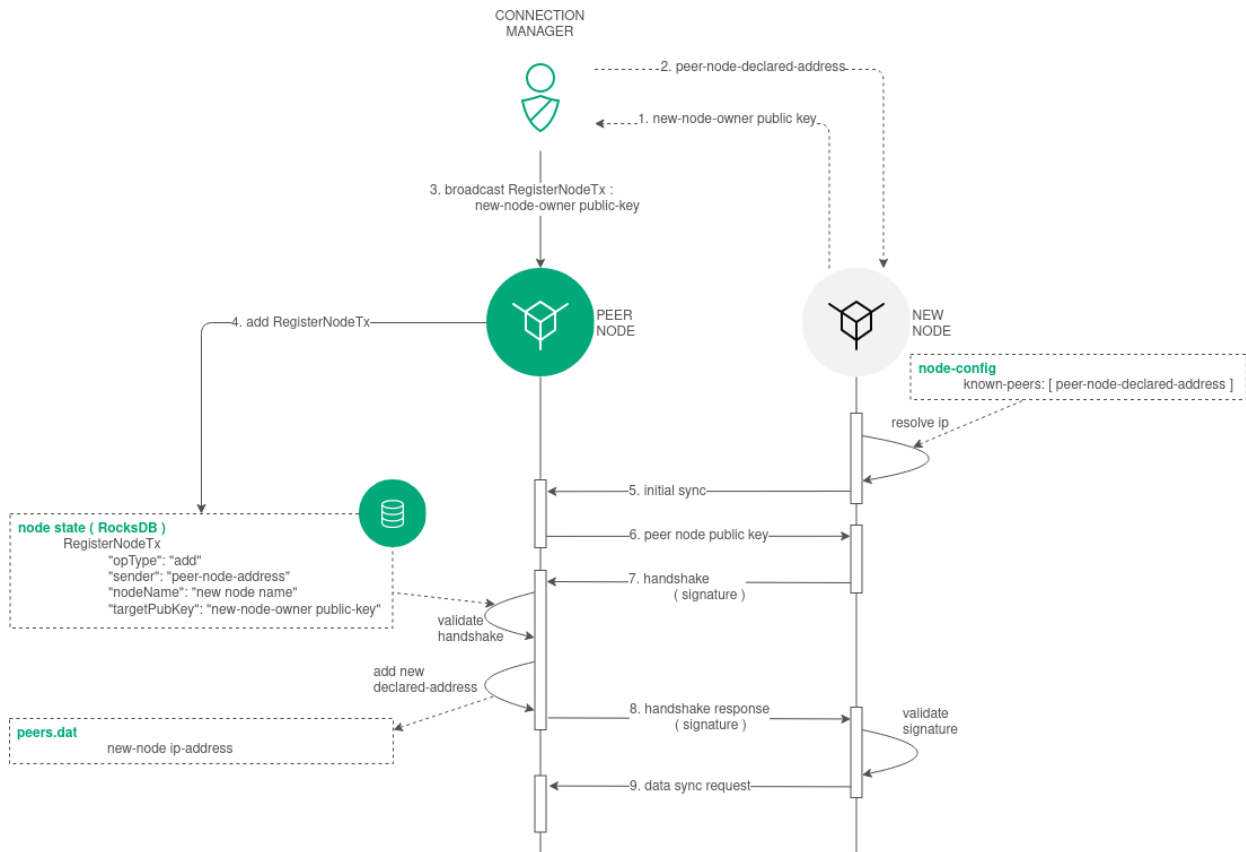 CONNECTION
MANAGER
2. peer-node-declared-address
1. new-node-owner public key
3. broadcast RegisterNodeTx :
new-node-owner public-key
4. add RegisterNodeTx
PEER
NODE
NEW
NODE
node-config
known-peers: [ peer-node-declared-address ]
resolve ip
5. initial sync
node state ( RocksDB )
RegisterNodeTx
"opType": "add"
"sender": "peer-node-address"
"nodeName": "new node name"
"targetPubKey": "new-node-owner public-key"
6. peer node public key
7. handshake
( signature )
validate
handshake
add new
declared-address
8. handshake response
( signature )
validate
signature
peers.dat
new-node ip-address
9. data sync request